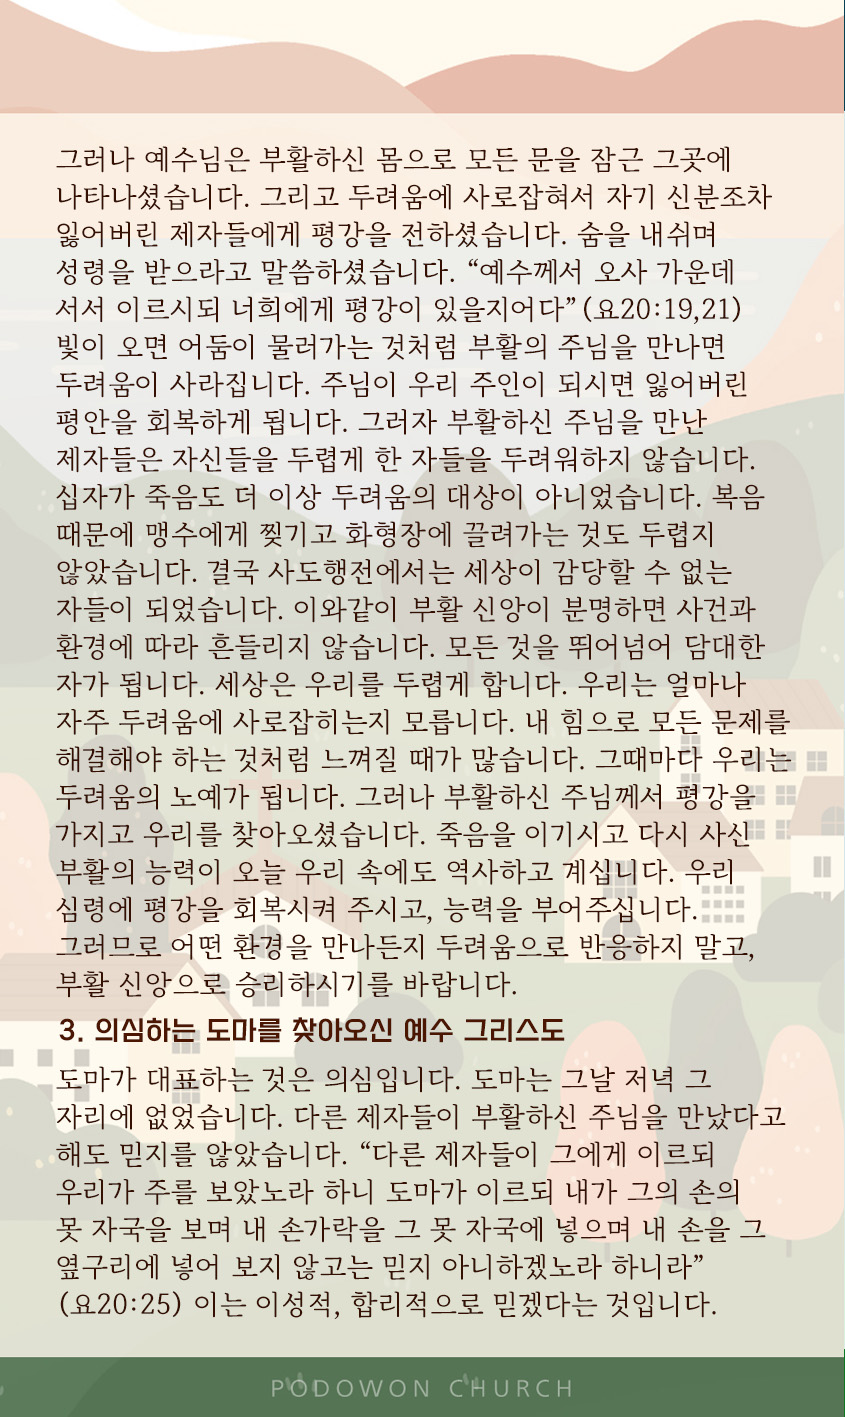 그러나 예수님은 부활하신 몸으로 모든 문을 잠근 그곳에
나타나셨습니다. 그리고 두려움에 사로잡혀서 자기 신분조차
잃어버린 제자들에게 평강을 전하셨습니다. 숨을 내쉬며
성령을 받으라고 말씀하셨습니다. “예수께서 오사 가운데
서서 이르시되 너희에게 평강이 있을지어다”(요20:19,21)
빛이 오면 어둠이 물러가는 것처럼 부활의 주님을 만나면
두려움이 사라집니다. 주님이 우리 주인이 되시면 잃어버린
평안을 회복하게 됩니다. 그러자 부활하신 주님을 만난
제자들은 자신들을 두렵게 한 자들을 두려워하지 않습니다.
십자가 죽음도 더 이상 두려움의 대상이 아니었습니다. 복음
때문에 맹수에게 찢기고 화형장에 끌려가는 것도 두렵지
않았습니다. 결국 사도행전에서는 세상이 감당할 수 없는
자들이 되었습니다. 이와같이 부활 신앙이 분명하면 사건과
환경에 따라 흔들리지 않습니다. 모든 것을 뛰어넘어 담대한
자가 됩니다. 세상은 우리를 두렵게 합니다. 우리는 얼마나
자주 두려움에 사로잡히는지 모릅니다. 내 힘으로 모든 문제를
해결해야 하는 것처럼 느껴질 때가 많습니다. 그때마다 우리는
두려움의 노예가 됩니다. 그러나 부활하신 주님께서 평강을
가지고 우리를 찾아오셨습니다. 죽음을 이기시고 다시 사신
부활의 능력이 오늘 우리 속에도 역사하고 계십니다. 우리
심령에 평강을 회복시켜 주시고, 능력을 부어주십니다.
그러므로 어떤 환경을 만나든지 두려움으로 반응하지 말고,
부활 신앙으로 승리하시기를 바랍니다.
3. 의심하는 도마를 찾아오신 예수 그리스도
도마가 대표하는 것은 의심입니다. 도마는 그날 저녁 그
자리에 없었습니다. 다른 제자들이 부활하신 주님을 만났다고
해도 믿지를 않았습니다. “다른 제자들이 그에게 이르되
우리가 주를 보았노라 하니 도마가 이르되 내가 그의 손의
못 자국을 보며 내 손가락을 그 못 자국에 넣으며 내 손을 그
옆구리에 넣어 보지 않고는 믿지 아니하겠노라 하니라”
(요20:25) 이는 이성적, 합리적으로 믿겠다는 것입니다.
PODOWON CHURCH